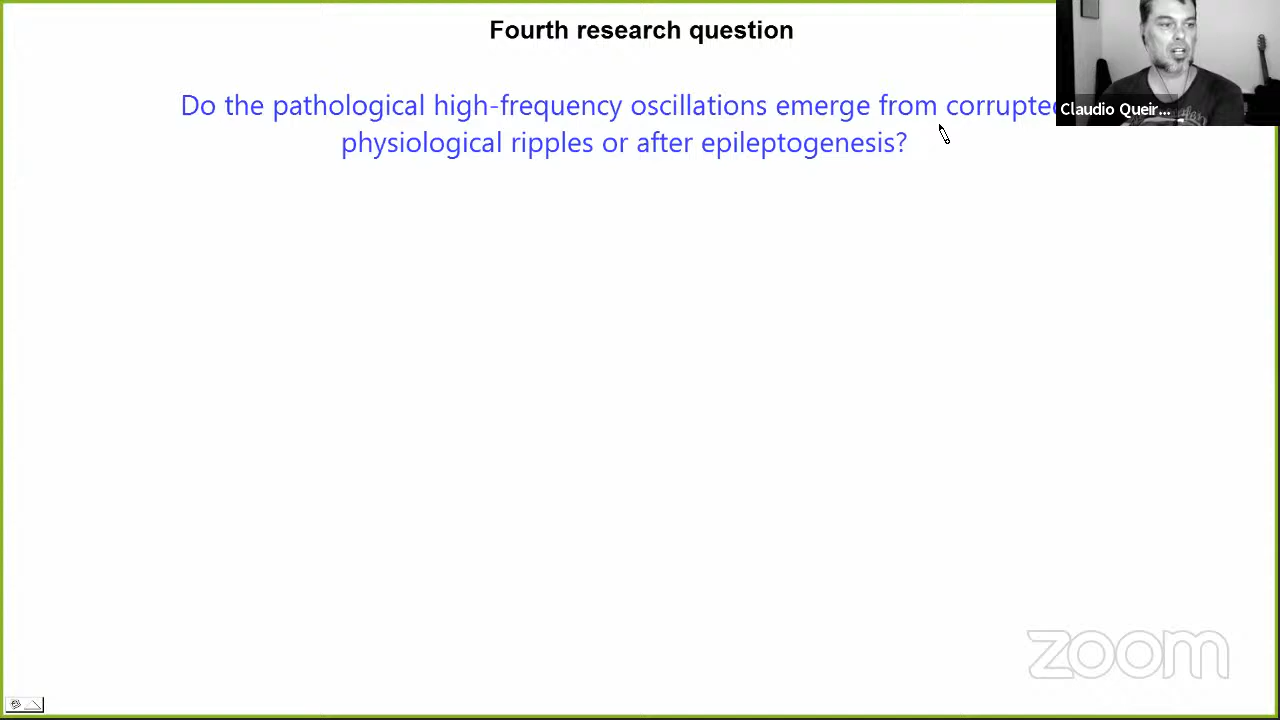 Fourth research question
Do the pathological high-frequency oscillations emerge from corrupted
physiological ripples or after epileptogenesis?
Claudio Queir...
zoom